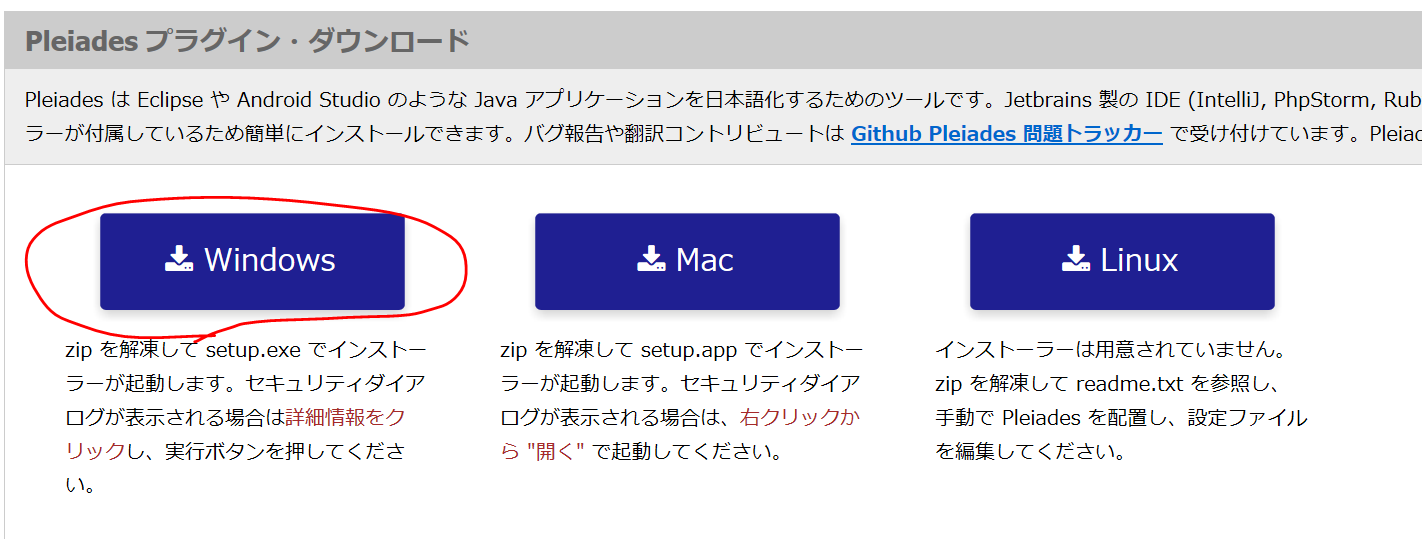 Pleiades プラグイン・ダウンロード
Pleiades は Eclipse や Android Studio のような Java アプリケーションを日本語化するためのツールです。Jetbrains 製の IDE (IntelliJ, PhpStorm, Rub
ラーが付属しているため簡単にインストールできます。バグ報告や翻訳コントリビュートは Github Pleiades 問題トラッカー で受け付けています。Pleiad
Windows
Mac
Linux
zip を解凍して setup.exe でインストー
ラーが起動します。セキュリティダイア
ログが表示される場合は詳細情報をク
リックし、実行ボタンを押してくださ
い。
zip を解凍して setup.app でインストー
ラーが起動します。セキュリティダイア
ログが表示される場合は、右クリックか
ら "開く" で起動してください。
インストーラーは用意されていません。
zip を解凍して readme.txt を参照し、
手動で Pleiades を配置し、設定ファイル
を編集してください。